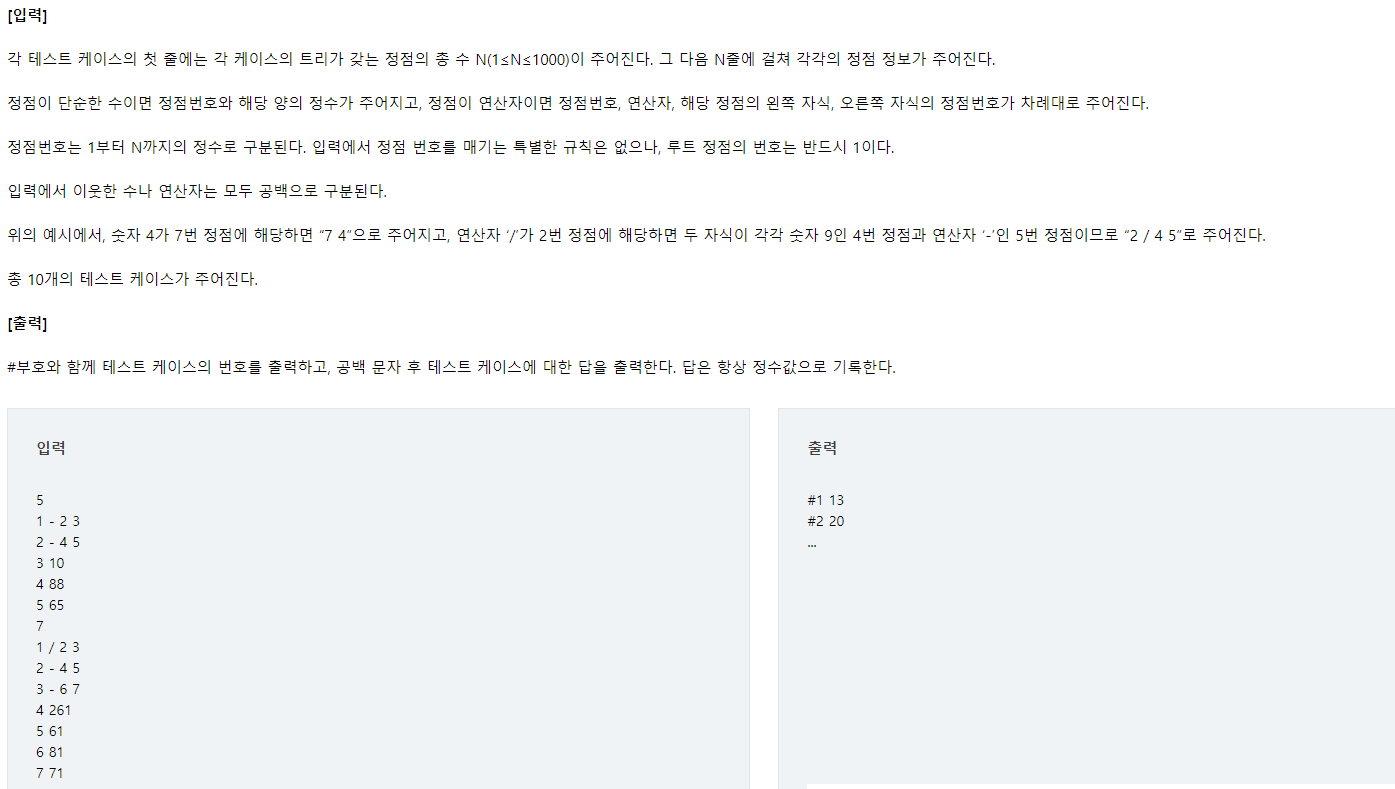 [입력]
각 테스트 케이스의 첫 줄에는 각 케이스의 트리가 갖는 정점의 총 수 N(1≤N≤1000)이 주어진다. 그 다음 N줄에 걸쳐 각각의 정점 정보가 주어진다.
정점이 단순한 수이면 정점번호와 해당 양의 정수가 주어지고, 정점이 연산자이면 정점번호, 연산자, 해당 정점의 왼쪽 자식, 오른쪽 자식의 정점번호가 차례대로 주어진다.
정점번호는 1부터 N까지의 정수로 구분된다. 입력에서 정점 번호를 매기는 특별한 규칙은 없으나, 루트 정점의 번호는 반드시 1이다.
입력에서 이웃한 수나 연산자는 모두 공백으로 구분된다.
위의 예시에서, 숫자 4가 7번 정점에 해당하면 “7 4”으로 주어지고, 연산자 ‘/’가 2번 정점에 해당하면 두 자식이 각각 숫자 9인 4번 정점과 연산자 ‘-’인 5번 정점이므로 “2 / 4 5”로 주어진다.
총 10개의 테스트 케이스가 주어진다.
[출력]
#부호와 함께 테스트 케이스의 번호를 출력하고, 공백 문자 후 테스트 케이스에 대한 답을 출력한다. 답은 항상 정수값으로 기록한다.
입력
5
1 - 2 3
2 - 4 5
3 10
4 88
5 65
7
1 / 2 3
2 - 4 5
3 - 6 7
4 261
5 61
6 81
7 71
출력
#1 13
#2 20
...